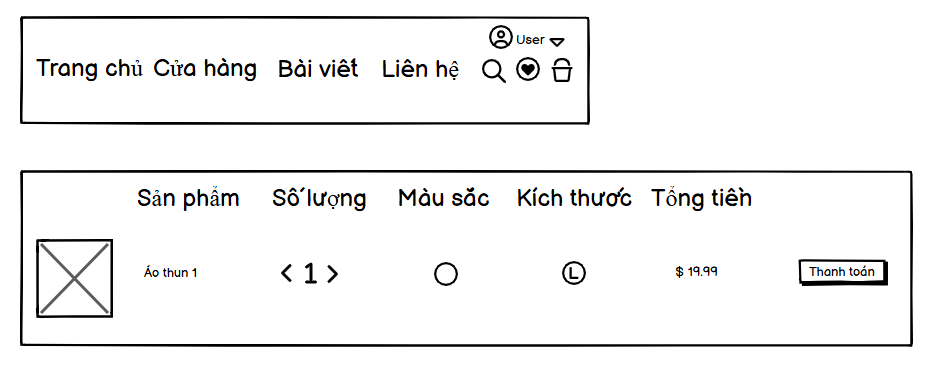 User
Trang chủ Cửa hàng Bài viết Liên hệ
Sản phẩm Số lượng Màu sắc Kích thước Tổng tiền
Áo thun 1 < 1 > L $ 19.99 Thanh toán